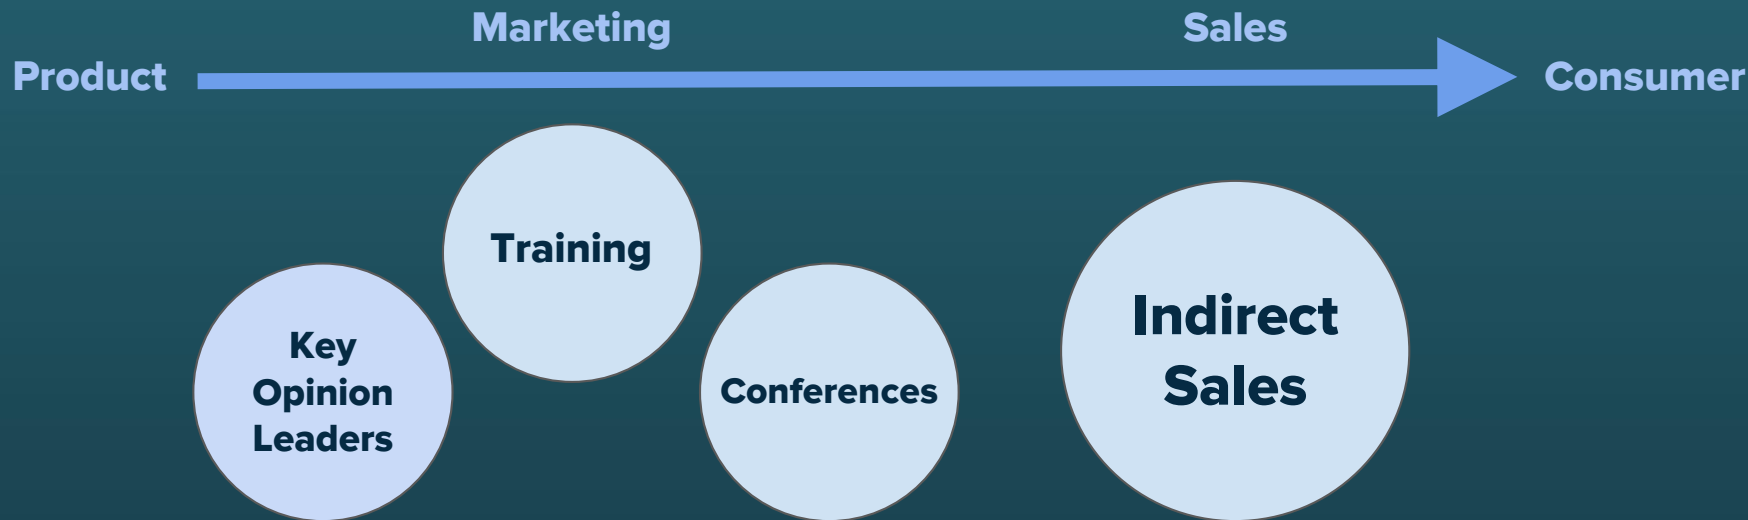 Marketing
Sales
Product
Consumer
Training
Key
Opinion
Leaders
Conferences
Indirect
Sales